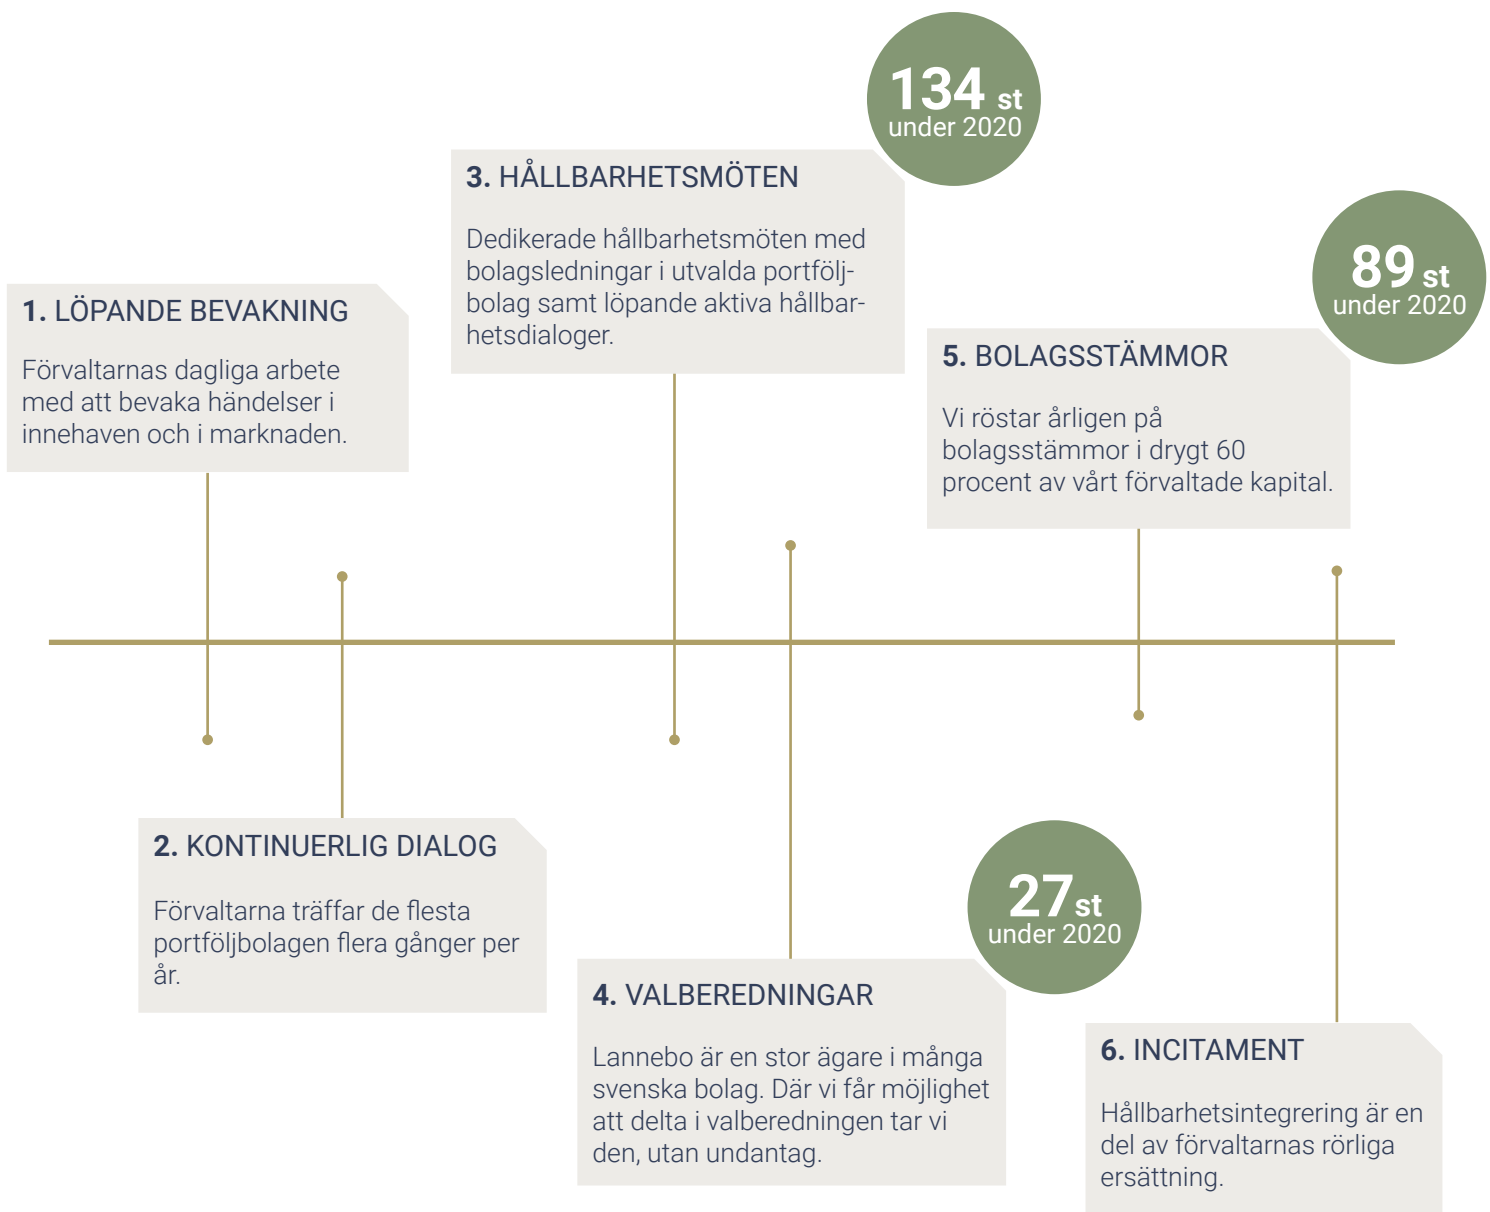 1. LÖPANDE BEVAKNING
Förvaltarnas dagliga arbete
med att bevaka händelser i
innehaven och i marknaden.
2. KONTINUERLIG DIALOG
Förvaltarna träffar de flesta
portföljbolagen flera gånger per
år.
134 st
under 2020
3. HÅLLBARHETSMÖTEN
Dedikerade hållbarhetsmöten med
bolagsledningar i utvalda portfölj-
bolag samt löpande aktiva hållbar-
hetsdialoger.
27 st
under 2020
4. VALBEREDNINGAR
Lannebo är en stor ägare i många
svenska bolag. Där vi får möjlighet
att delta i valberedningen tar vi
den, utan undantag.
89 st
under 2020
5. BOLAGSSTÄMMOR
Vi röstar årligen på
bolagsstämmor i drygt 60
procent av vårt förvaltade kapital.
6. INCITAMENT
Hållbarhetsintegrering är en
del av förvaltarnas rörliga
ersättning.